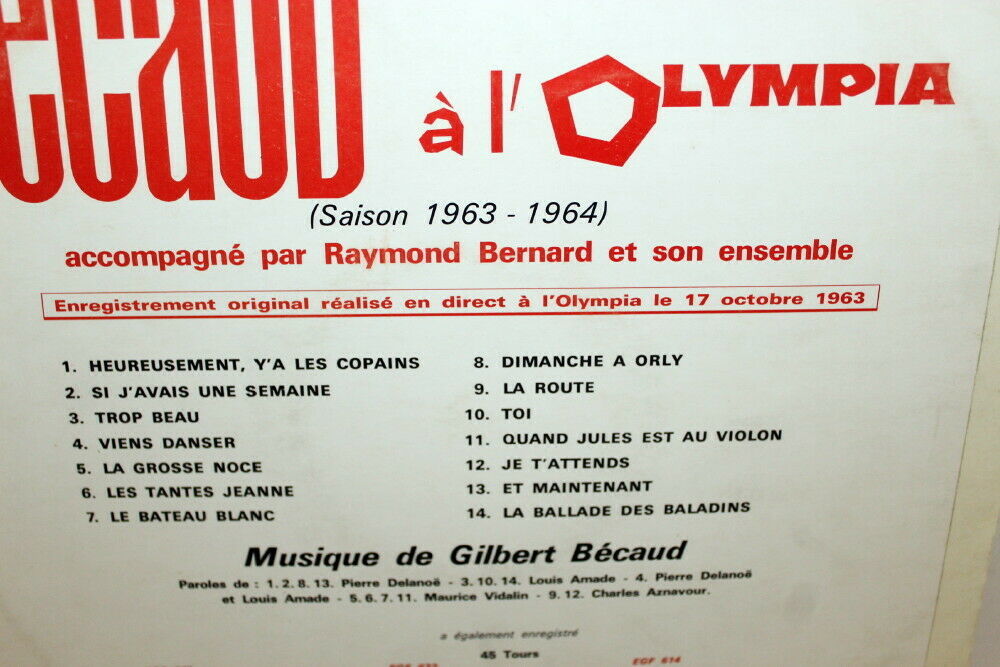 ECAUD à l'OLYMPIA
(Saison 1963 - 1964)
accompagné par Raymond Bernard et son ensemble
Enregistrement original réalisé en direct à l'Olympia le 17 octobre 1963
1. HEUREUSEMENT, Y'A LES COPAINS
2. SI J'AVAIS UNE SEMAINE
3. TROP BEAU
4. VIENS DANSER
5. LA GROSSE NOCE
6. LES TANTES JEANNE
7. LE BATEAU BLANC
8. DIMANCHE A ORLY
9. LA ROUTE
10. TOI
11. QUAND JULES EST AU VIOLON
12. JE T'ATTENDS
13. ET MAINTENANT
14. LA BALLADE DES BALADINS
Musique de Gilbert Bécaud
Paroles de : 1. 2. 8. 13. Pierre Delanoë - 3. 10. 14. Louis Amade - 4. Pierre Delanoë
et Louis Amade - 5. 6. 7. 11. Maurice Vidalin - 9. 12. Charles Aznavour.
a également enregistré
45 Tours
EGF 614